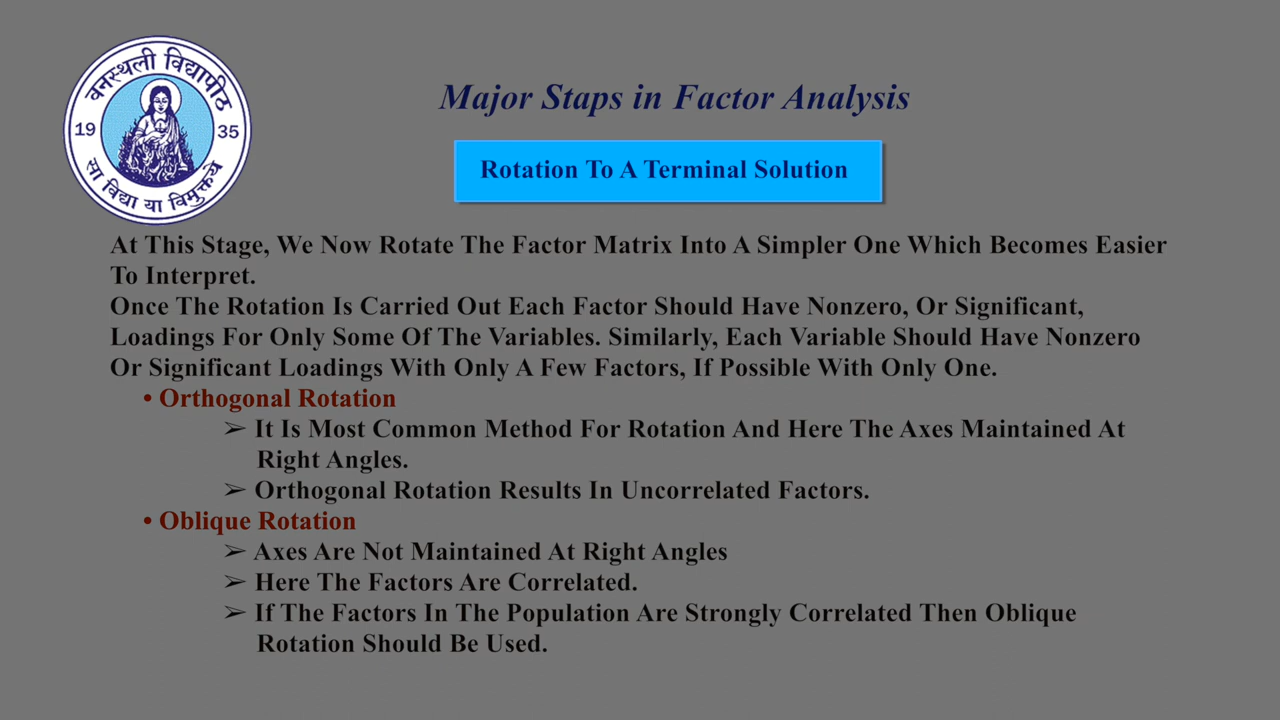 वनस्थली विद्यापीठ
19 35
सा विद्या या विमुक्तये
Major Staps in Factor Analysis
Rotation To A Terminal Solution
At This Stage, We Now Rotate The Factor Matrix Into A Simpler One Which Becomes Easier
To Interpret.
Once The Rotation Is Carried Out Each Factor Should Have Nonzero, Or Significant,
Loadings For Only Some Of The Variables. Similarly, Each Variable Should Have Nonzero
Or Significant Loadings With Only A Few Factors, If Possible With Only One.
• Orthogonal Rotation
➢ It Is Most Common Method For Rotation And Here The Axes Maintained At
Right Angles.
➢ Orthogonal Rotation Results In Uncorrelated Factors.
• Oblique Rotation
➢ Axes Are Not Maintained At Right Angles
➢ Here The Factors Are Correlated.
➢ If The Factors In The Population Are Strongly Correlated Then Oblique
Rotation Should Be Used.